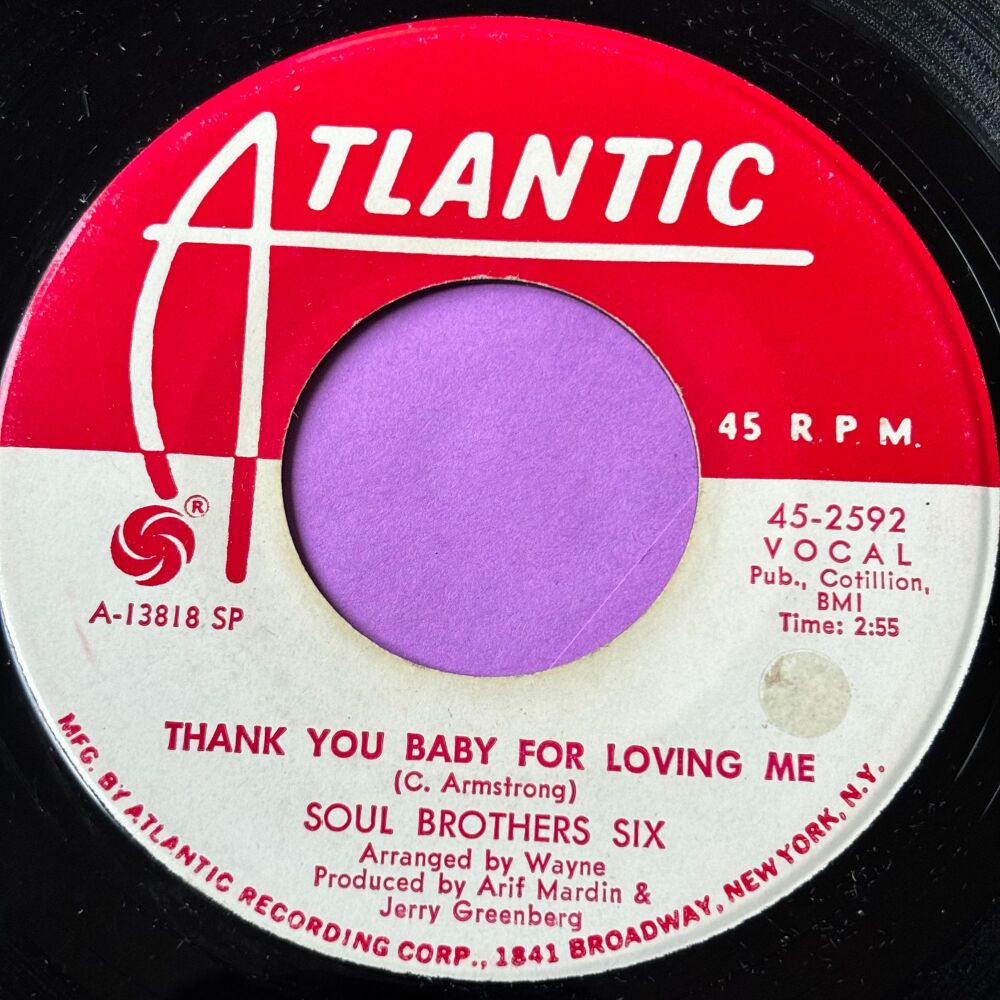 ATLANTIC
45 R.P.M.
®
A-13818 SP
45-2592
VOCAL
Pub., Cotillion,
BMI
Time: 2:55
THANK YOU BABY FOR LOVING ME
(C. Armstrong)
SOUL BROTHERS SIX
Arranged by Wayne
Produced by Arif Mardin &
Jerry Greenberg
MFG. BY ATLANTIC RECORDING CORP., 1841 BROADWAY, NEW YORK, N.Y.